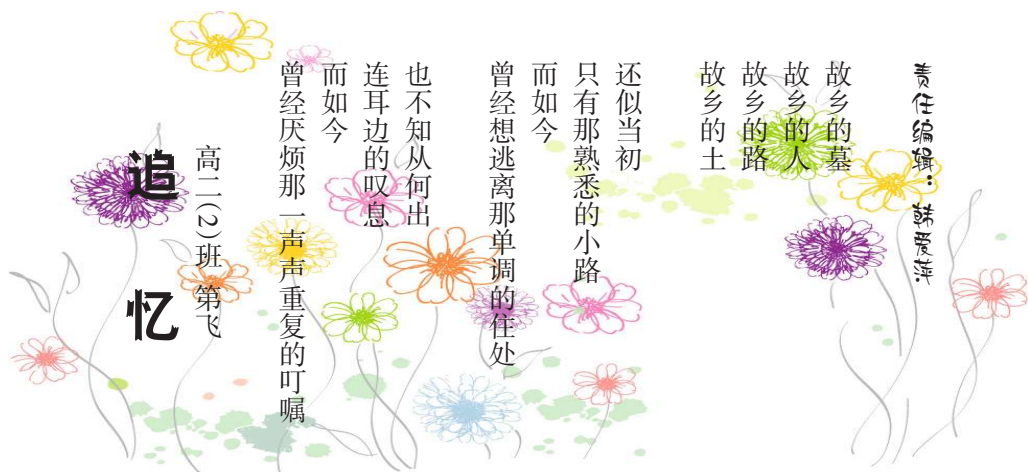 追忆
高二(2)班 第飞
曾经厌烦那一声声重复的叮嘱
而如今
连耳边的叹息
也不知从何出
曾经想逃离那单调的住处
而如今
只有那熟悉的小路
还似当初
故乡的土
故乡的路
故乡的人
故乡的墓
责任编辑：韩爱萍